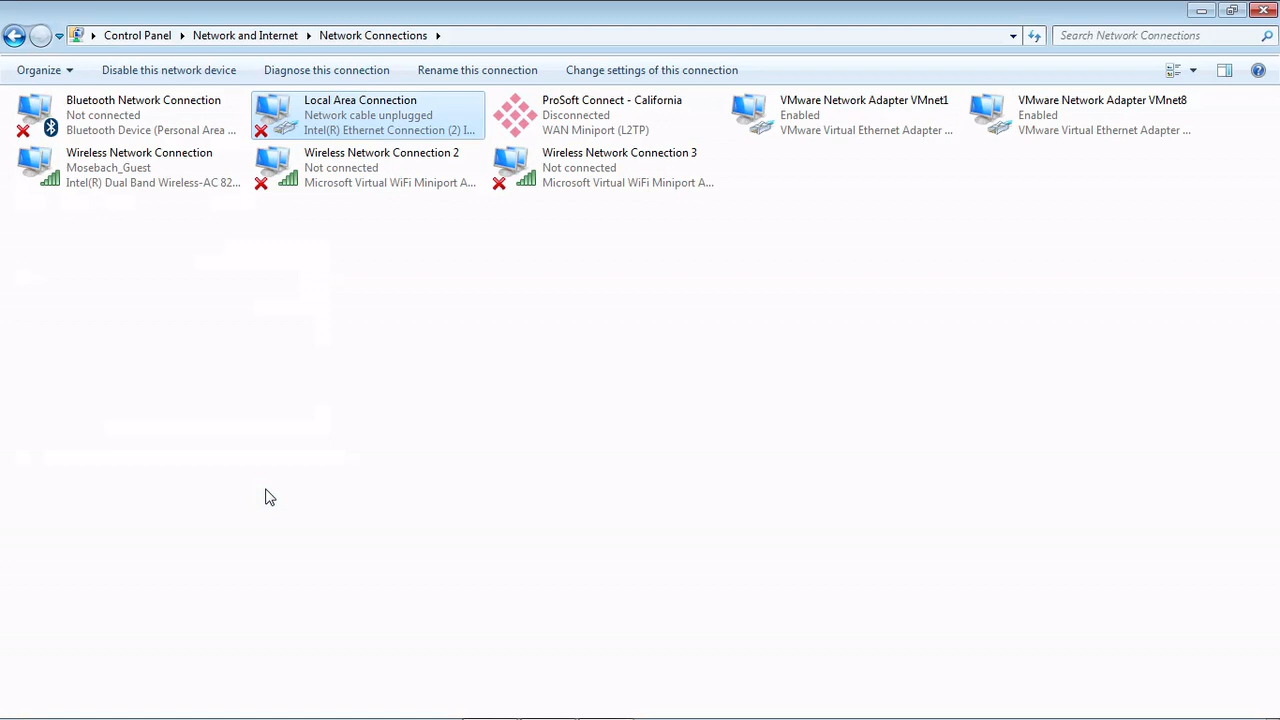 Control Panel Network and Internet Network Connections Search Network Connections
Organize Disable this network device Diagnose this connection Rename this connection Change settings of this connection
Bluetooth Network Connection
Not connected
Bluetooth Device (Personal Area ...
Local Area Connection
Network cable unplugged
Intel(R) Ethernet Connection (2) I...
ProSoft Connect - California
Disconnected
WAN Miniport (L2TP)
VMware Network Adapter VMnet1
Enabled
VMware Virtual Ethernet Adapter ...
VMware Network Adapter VMnet8
Enabled
VMware Virtual Ethernet Adapter ...
Wireless Network Connection
Mosebach_Guest
Intel(R) Dual Band Wireless-AC 82...
Wireless Network Connection 2
Not connected
Microsoft Virtual WiFi Miniport A...
Wireless Network Connection 3
Not connected
Microsoft Virtual WiFi Miniport A...